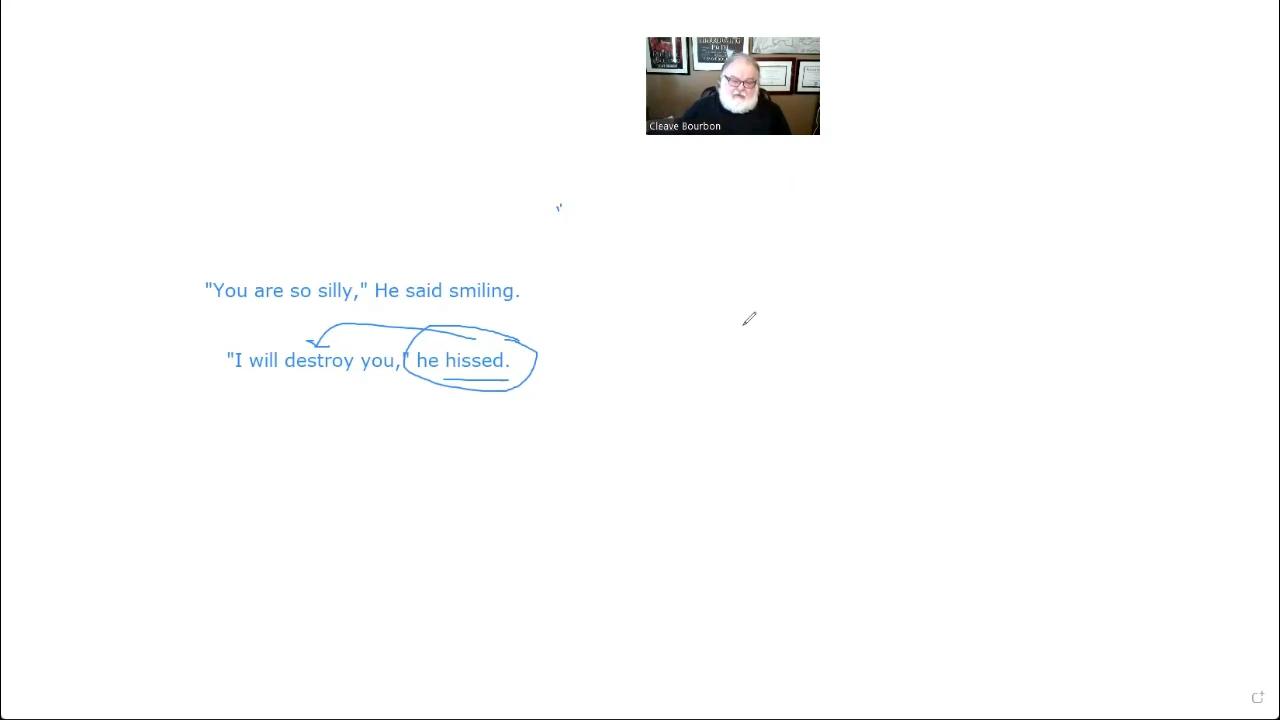 Cleave Bourbon
"You are so silly," He said smiling.
"I will destroy you," he hissed.